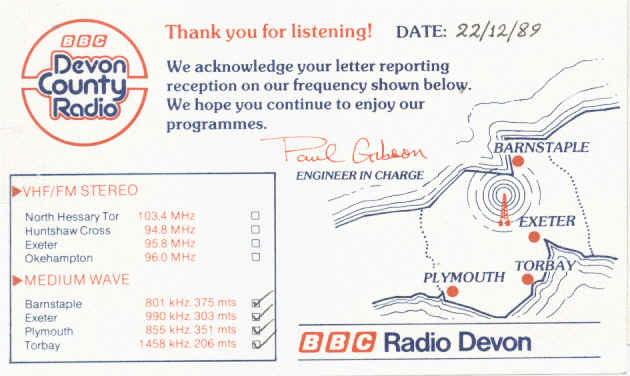 BBC
Devon
County
Radio
Thank you for listening! DATE: 22/12/89
We acknowledge your letter reporting
reception on our frequency shown below.
We hope you continue to enjoy our
programmes.
Paul Gibson
ENGINEER IN CHARGE
VHF/FM STEREO
North Hessary Tor 103.4 MHz
Huntshaw Cross 94.8 MHz
Exeter 95.8 MHz
Okehampton 96.0 MHz
MEDIUM WAVE
Barnstaple 801 kHz.375 mts
Exeter 990 kHz.303 mts
Plymouth 855 kHz.351 mts
Torbay 1458 kHz.206 mts
BARNSTAPLE
EXETER
TORBAY
PLYMOUTH
BBC Radio Devon